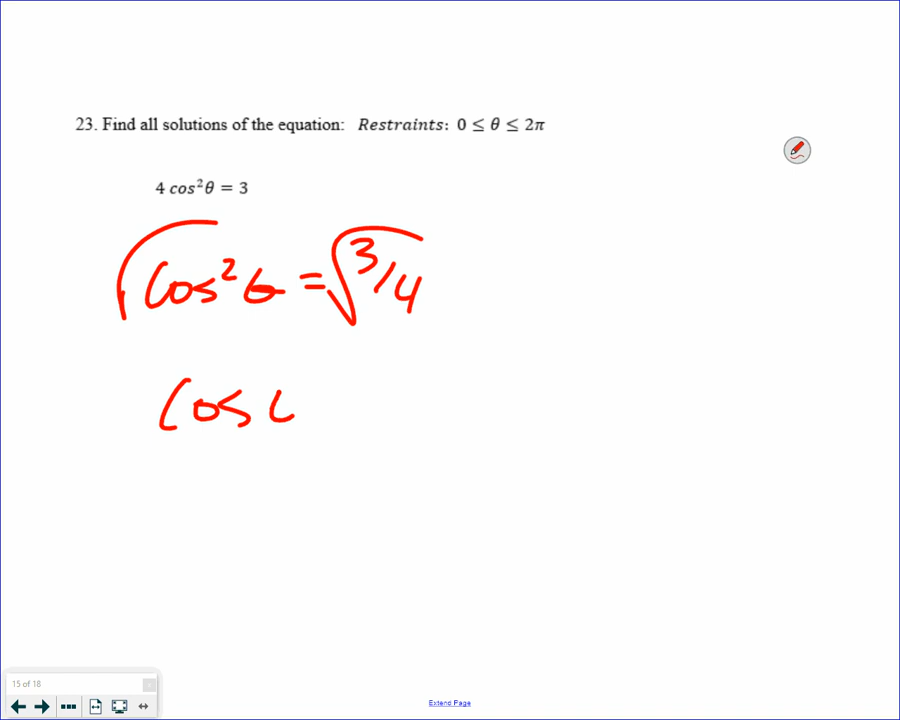 23. Find all solutions of the equation: Restraints: 0 ≤ θ ≤ 2π
4 cos²θ = 3
√cos²θ = √3/4
cos
15 of 18
Extend Page